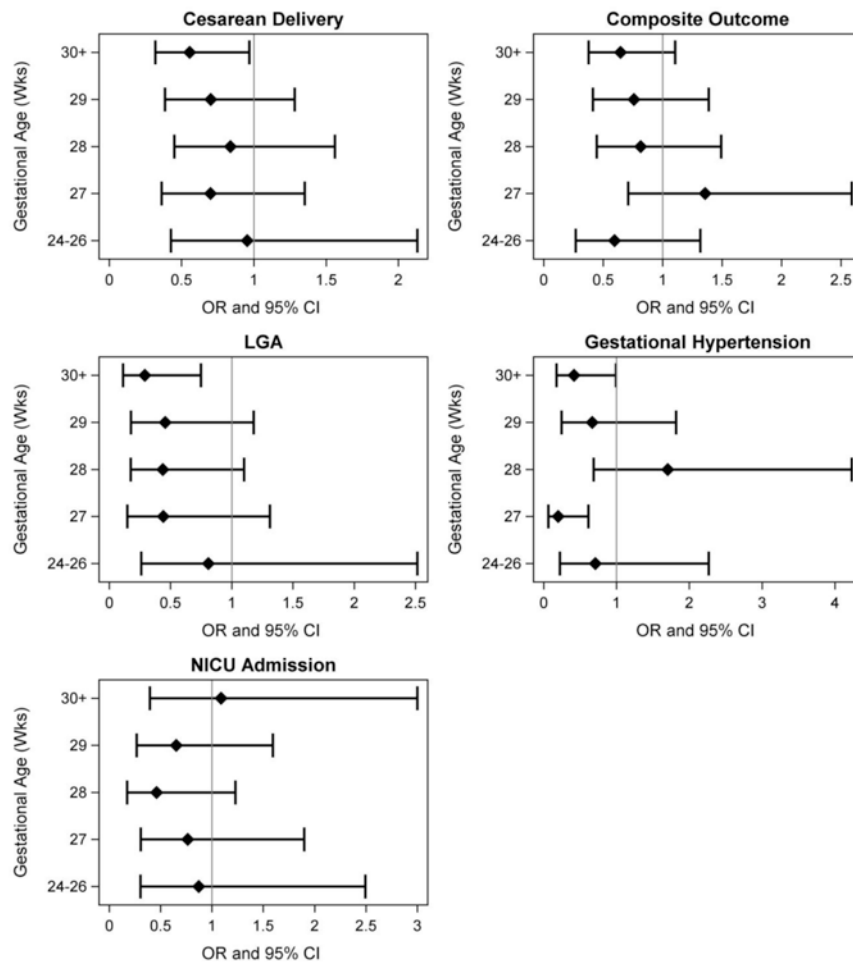 Cesarean Delivery
Gestational Age (Wks)
30+
29
28
27
24-26
0 0.5 1 1.5 2
OR and 95% CI
Composite Outcome
Gestational Age (Wks)
30+
29
28
27
24-26
0 0.5 1 1.5 2 2.5
OR and 95% CI
LGA
Gestational Age (Wks)
30+
29
28
27
24-26
0 0.5 1 1.5 2 2.5
OR and 95% CI
Gestational Hypertension
Gestational Age (Wks)
30+
29
28
27
24-26
0 1 2 3 4
OR and 95% CI
NICU Admission
Gestational Age (Wks)
30+
29
28
27
24-26
0 0.5 1 1.5 2 2.5 3
OR and 95% CI